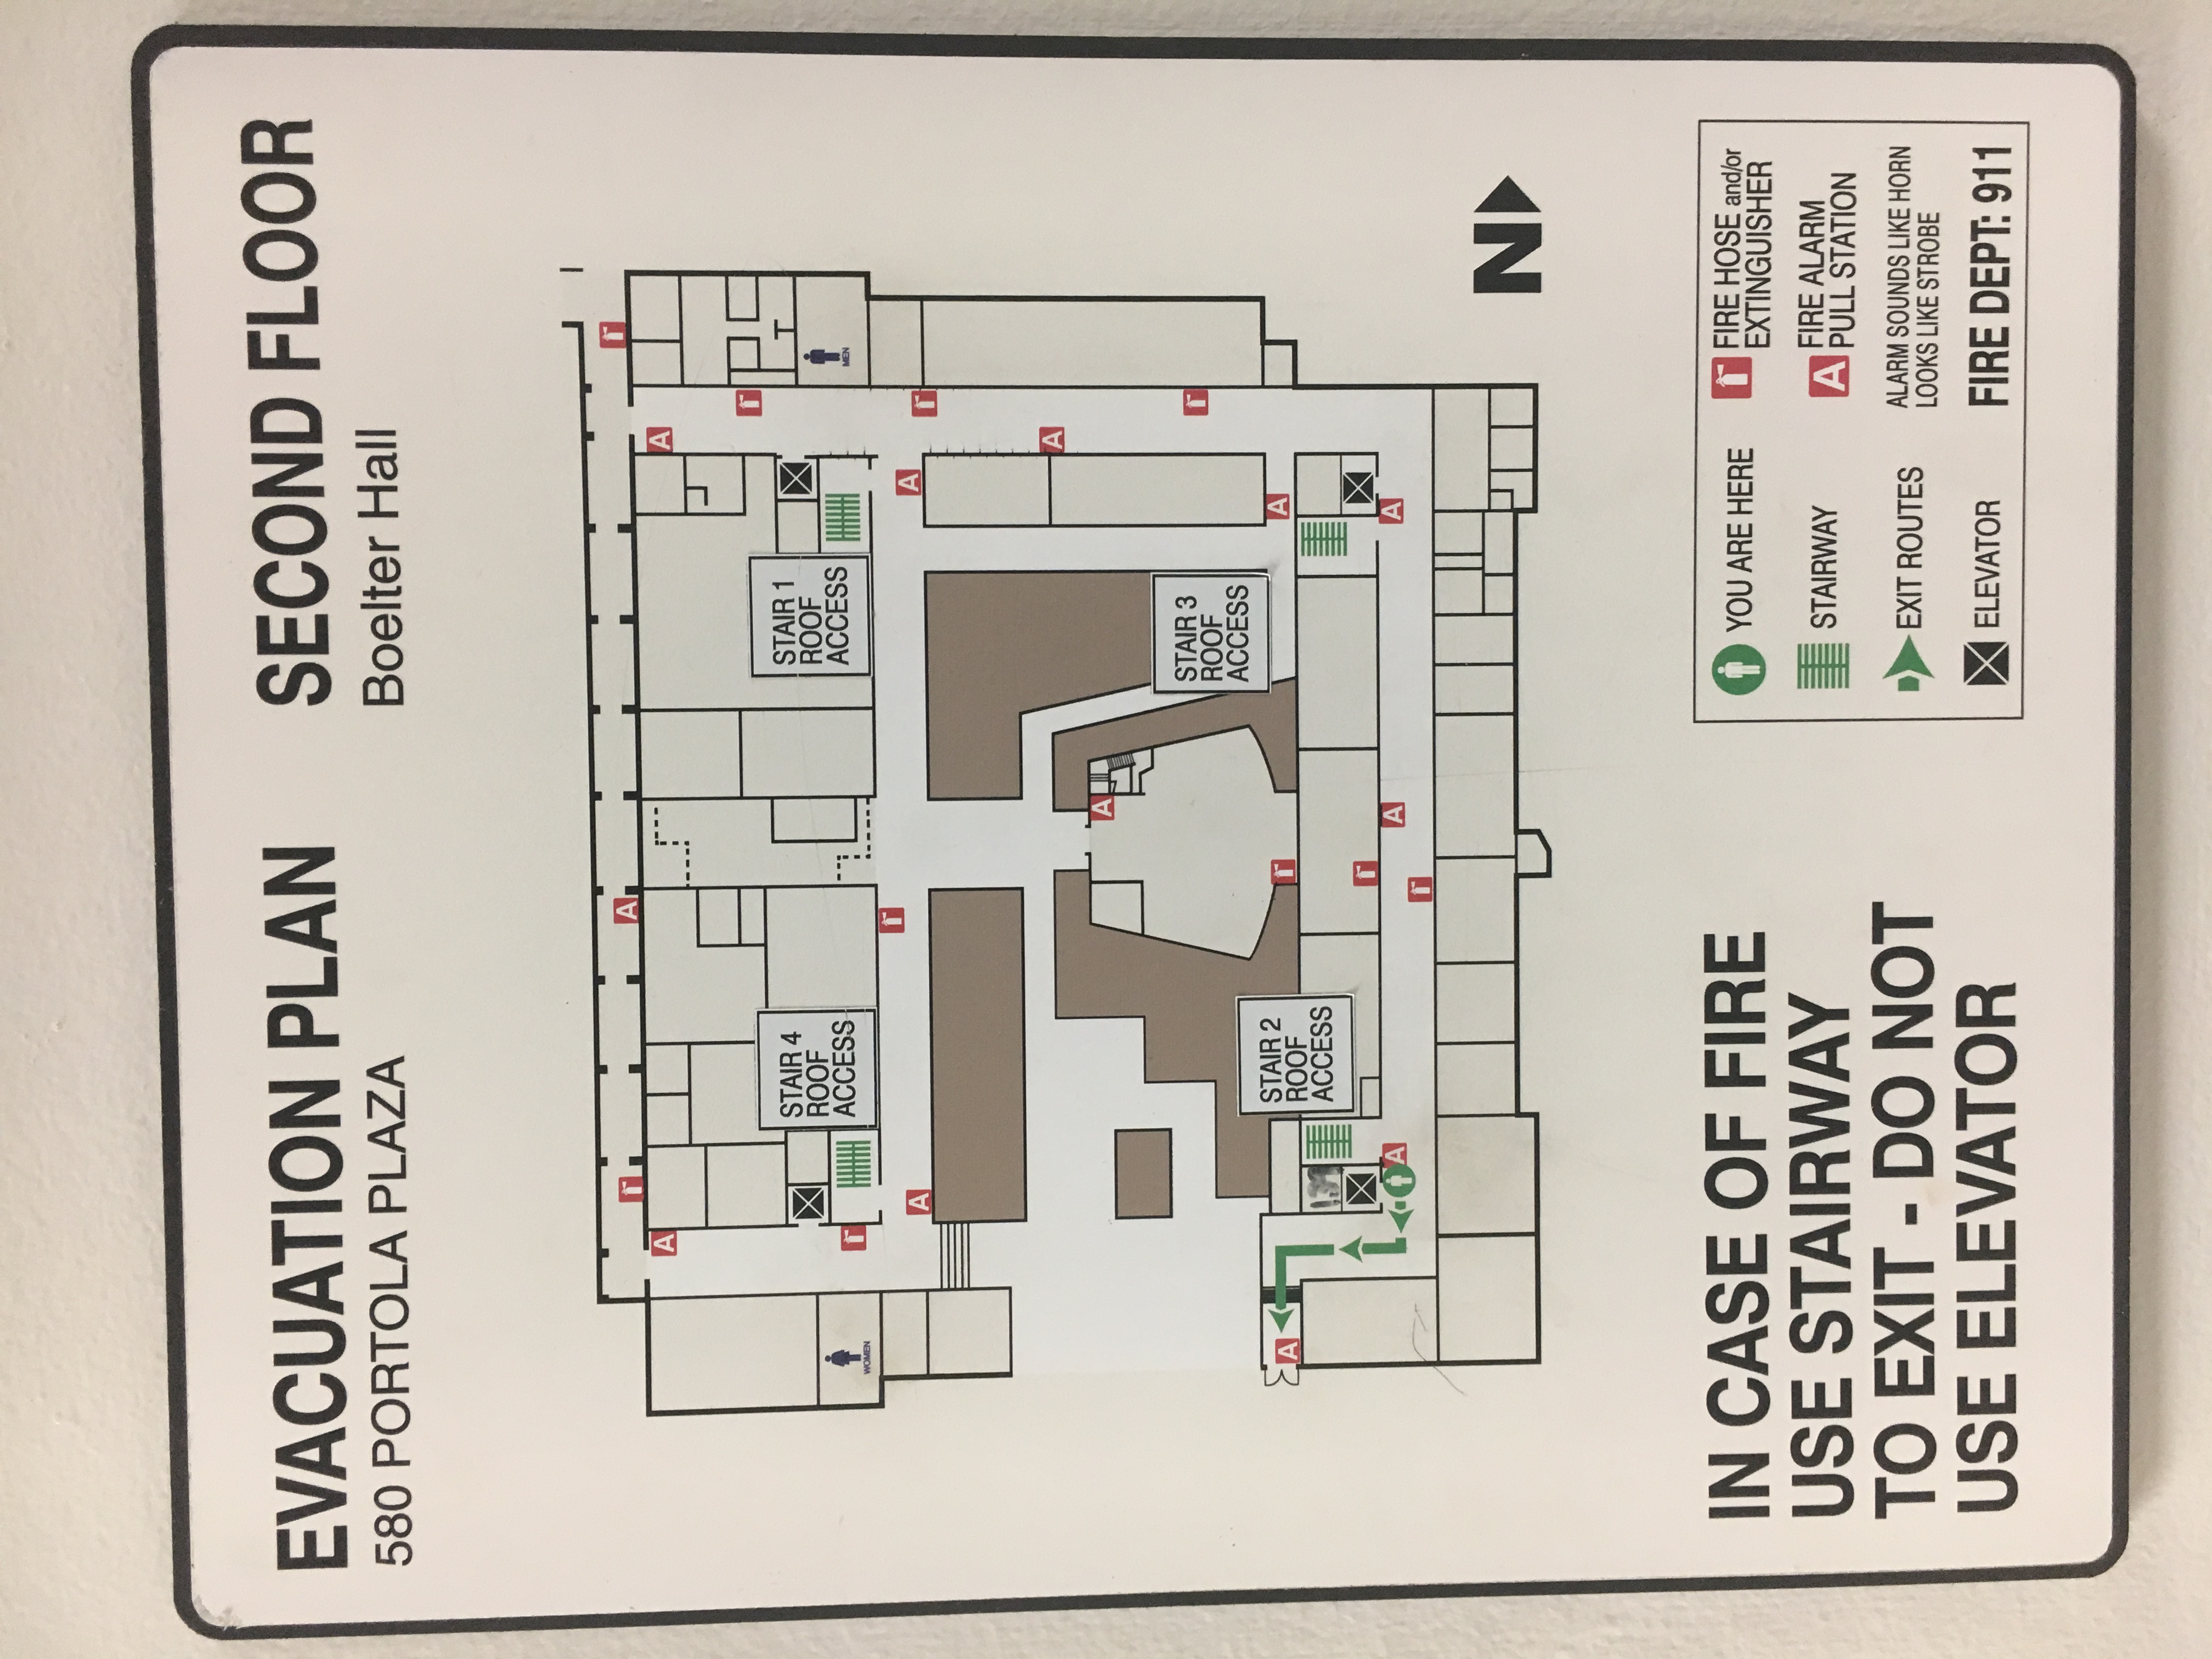 EVACUATION PLAN
580 PORTOLA PLAZA
SECOND FLOOR
Boelter Hall
A
A
A
STAIR 4
ROOF
ACCESS
STAIR 1
ROOF
ACCESS
WOMEN
MEN
A
A
A
A
STAIR 3
ROOF
ACCESS
STAIR 2
ROOF
ACCESS
A
A
A
A
A
N
IN CASE OF FIRE
USE STAIRWAY
TO EXIT - DO NOT
USE ELEVATOR
YOU ARE HERE
STAIRWAY
EXIT ROUTES
ELEVATOR
FIRE HOSE and/or
EXTINGUISHER
A
FIRE ALARM
PULL STATION
ALARM SOUNDS LIKE HORN
LOOKS LIKE STROBE
FIRE DEPT: 911